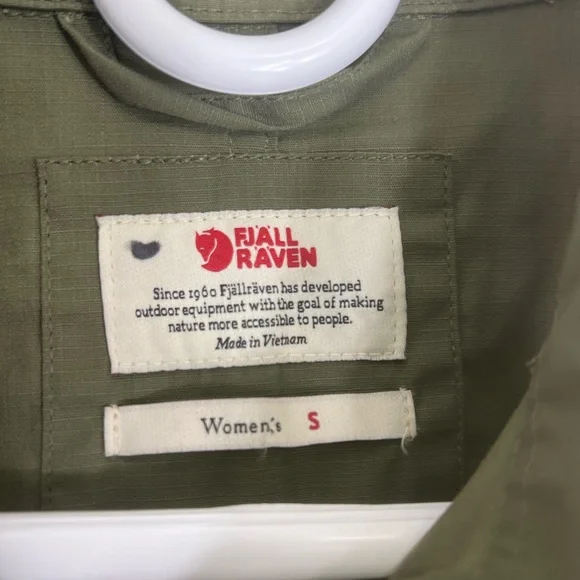 FJÄLL
RÄVEN
Since 1960 Fjällräven has developed
outdoor equipment with the goal of making
nature more accessible to people.
Made in Vietnam
Women's S